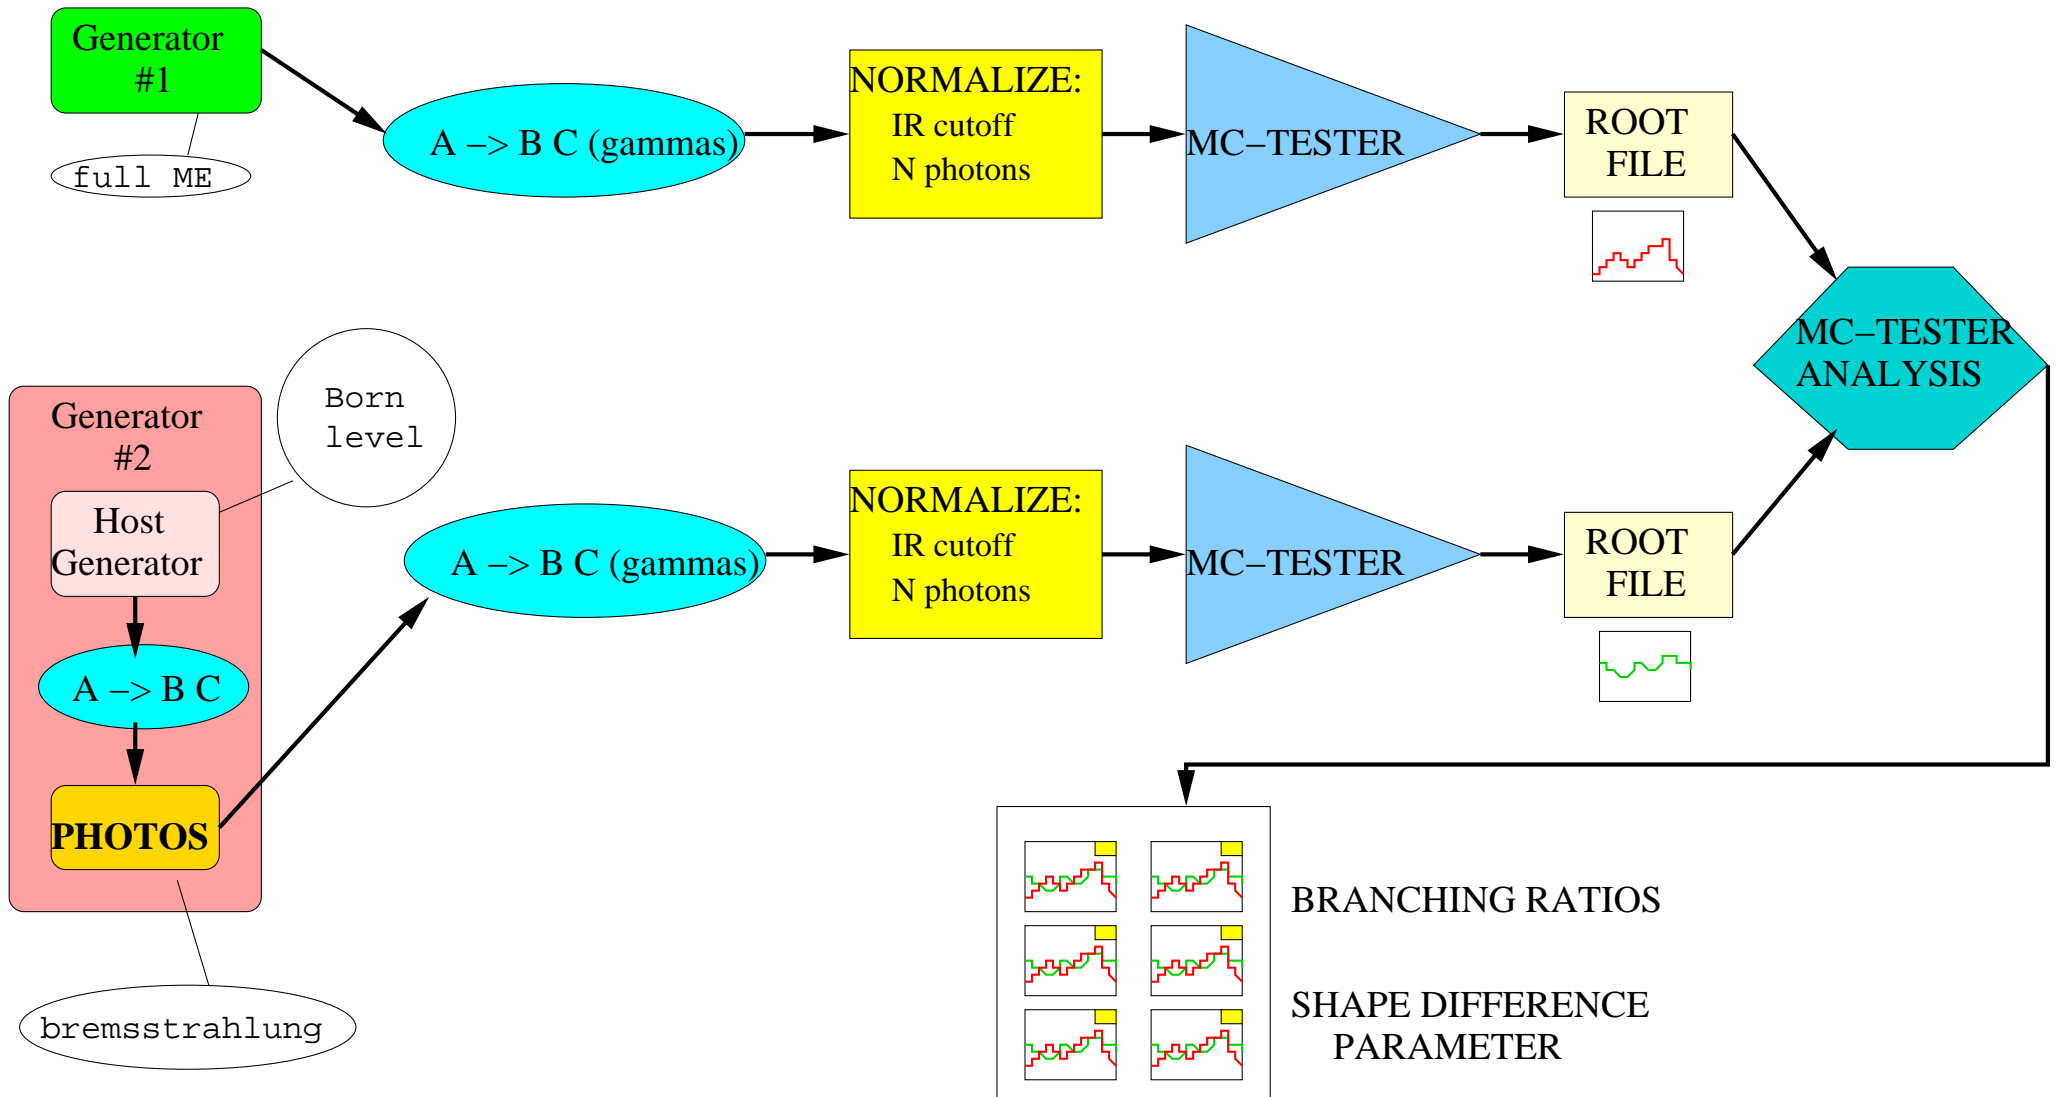 Generator
#1
full ME
A −> B C (gammas)
NORMALIZE:
IR cutoff
N photons
MC−TESTER
ROOT
FILE
MC−TESTER
ANALYSIS
Generator
#2
Born
level
Host
Generator
A −> B C
PHOTOS
bremsstrahlung
A −> B C (gammas)
NORMALIZE:
IR cutoff
N photons
MC−TESTER
ROOT
FILE
BRANCHING RATIOS
SHAPE DIFFERENCE
PARAMETER